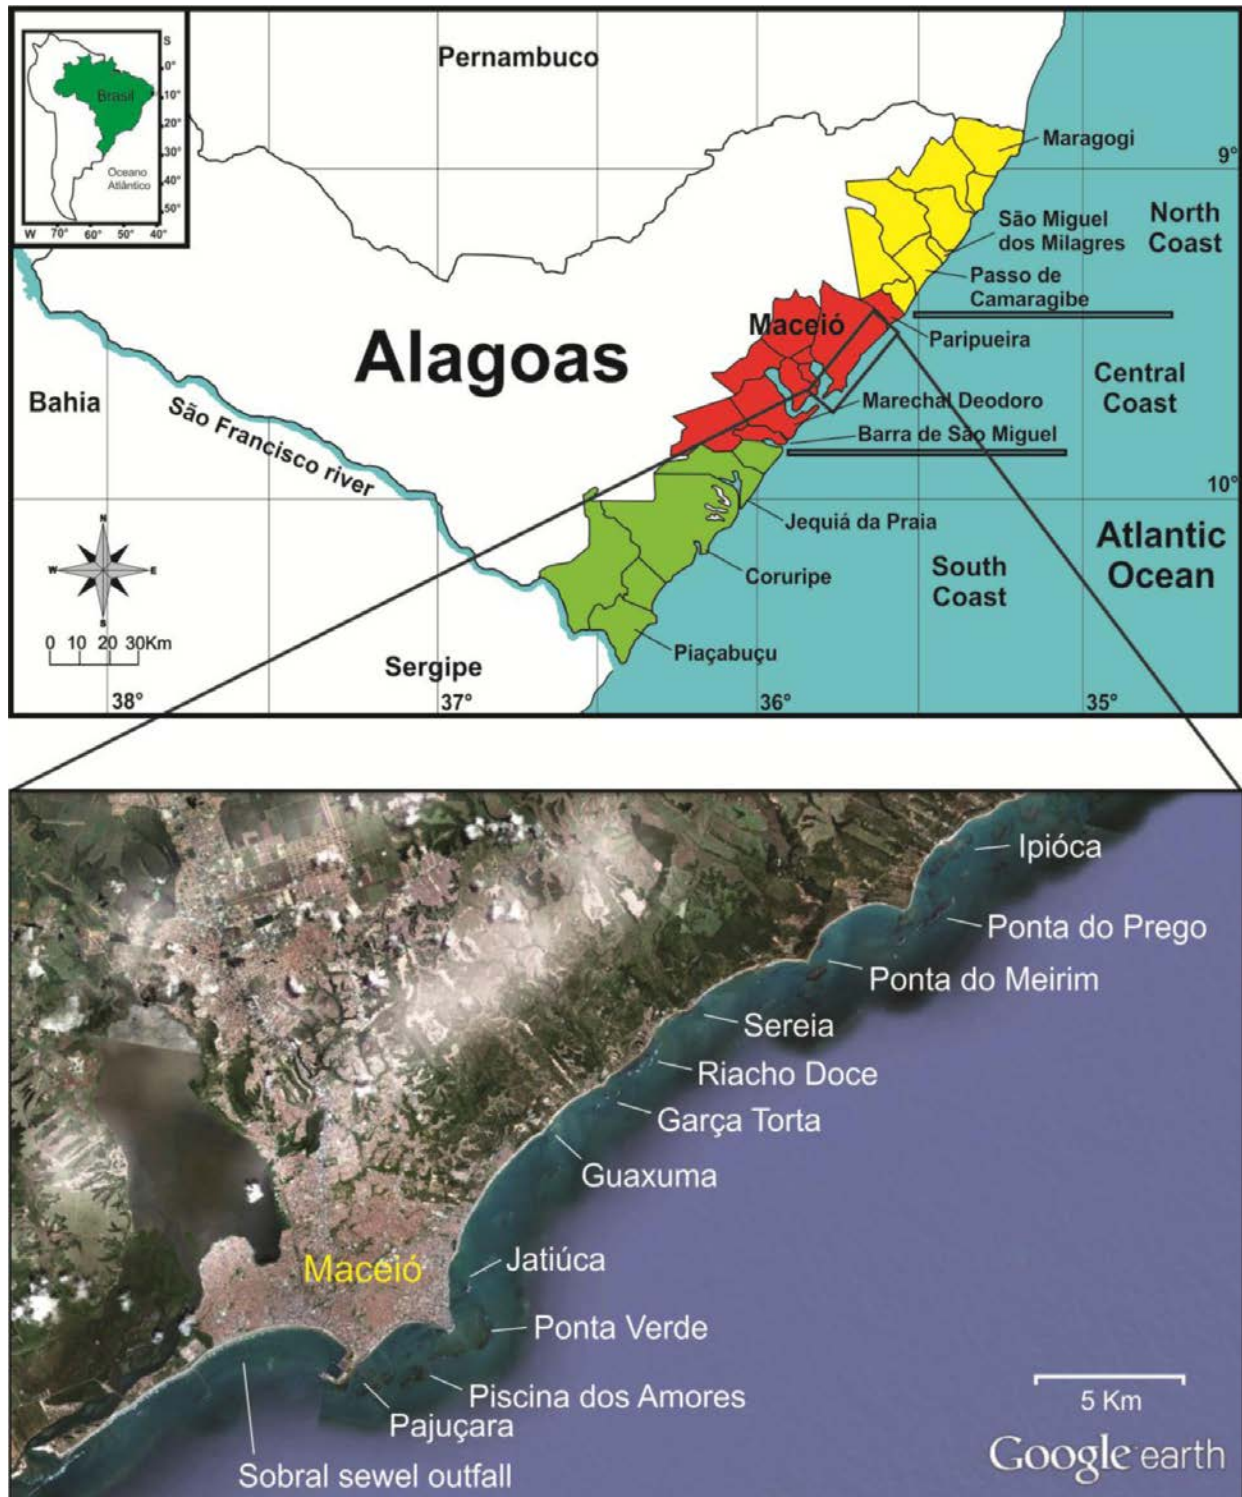 Pernambuco
S
0°
10°
20°
30°
40°
50°
Brasil
Oceano
Atlântico
W 70° 60° 50° 40°
Maragogi
9°
São Miguel
dos Milagres
North
Coast
Passo de
Camaragibe
Maceió
Paripueira
Alagoas
Central
Coast
Bahia
São Francisco river
Marechal Deodoro
Barra de São Miguel
10°
Jequiá da Praia
Atlantic
Ocean
N
W
E
S
Coruripe
South
Coast
0 10 20 30Km
Piaçabuçu
Sergipe
38°
37°
36°
35°
Ipióca
Ponta do Prego
Ponta do Meirim
Sereia
Riacho Doce
Garça Torta
Guaxuma
Jatiúca
Maceió
Ponta Verde
Piscina dos Amores
Pajuçara
Sobral sewel outfall
5 Km
Google earth